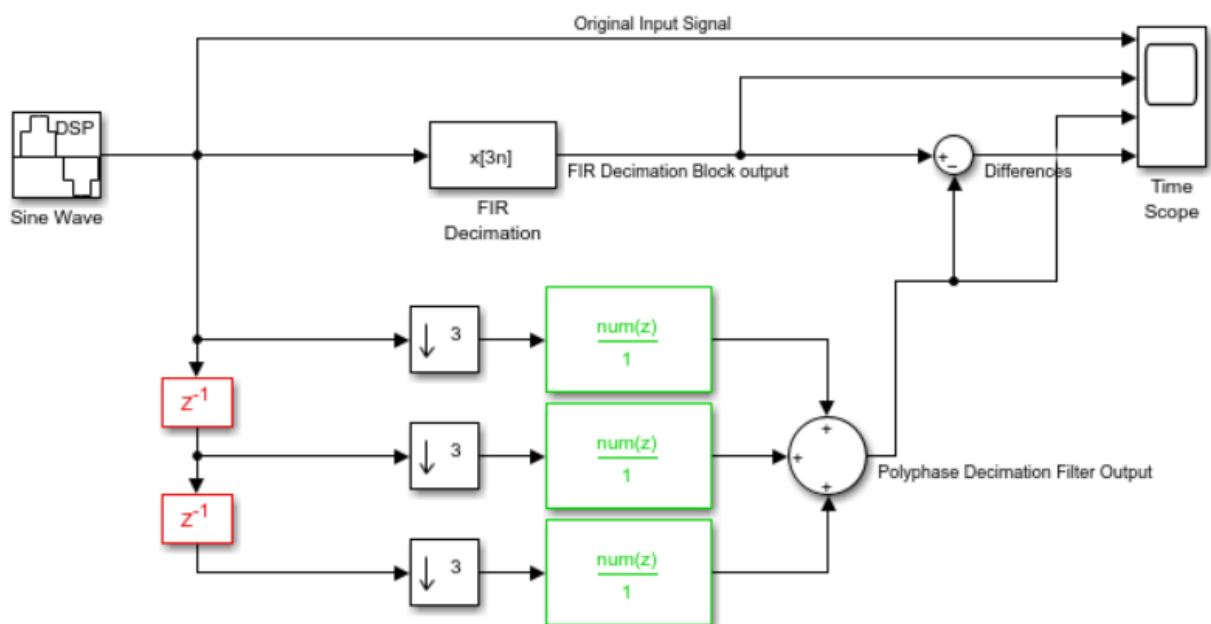 Original Input Signal
DSP
Sine Wave
x[3n]
FIR
Decimation
FIR Decimation Block output
+
−
Differences
Time
Scope
↓ 3
num(z)
1
z⁻¹
↓ 3
num(z)
1
+
+
+
Polyphase Decimation Filter Output
z⁻¹
↓ 3
num(z)
1